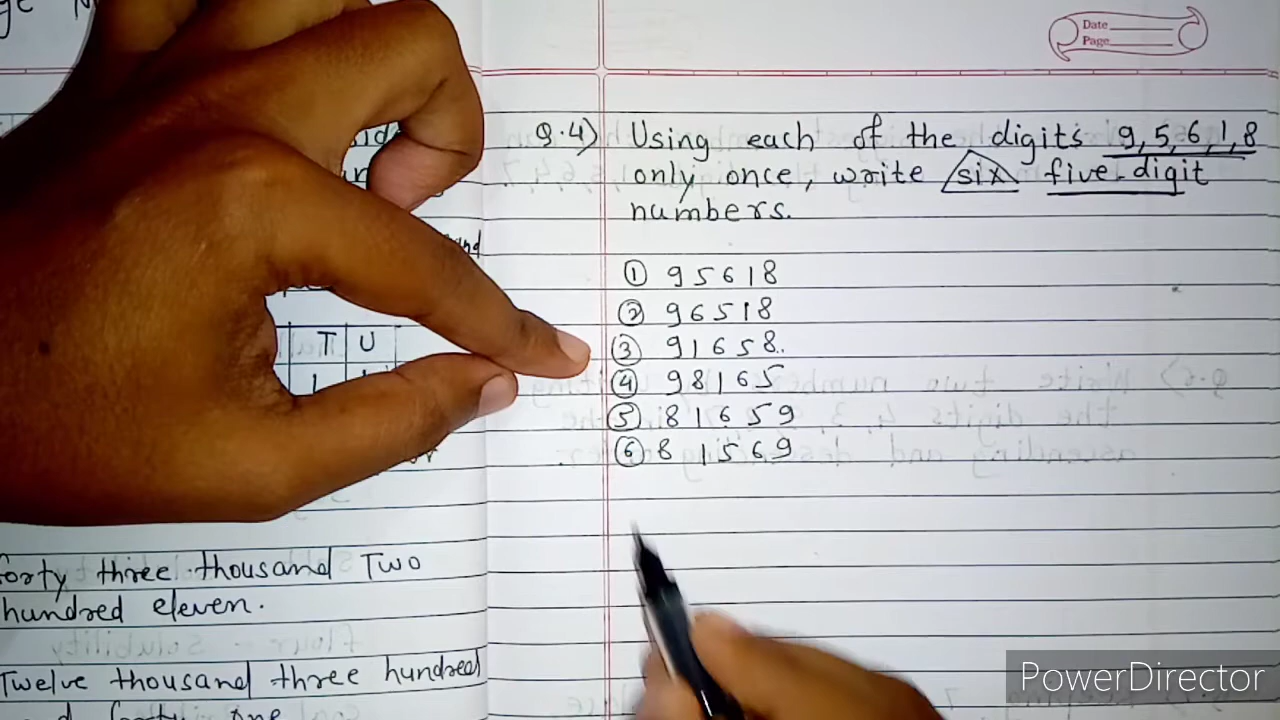 T U
forty three thousand Two
hundred eleven.
Twelve thousand three hundred
forty one
Date
Page
Q.4) Using each of the digits 9, 5, 6, 1, 8
only once, write six five-digit
numbers.
① 95618
② 96518
③ 91658.
④ 98165
⑤ 81659
⑥ 81569
PowerDirector